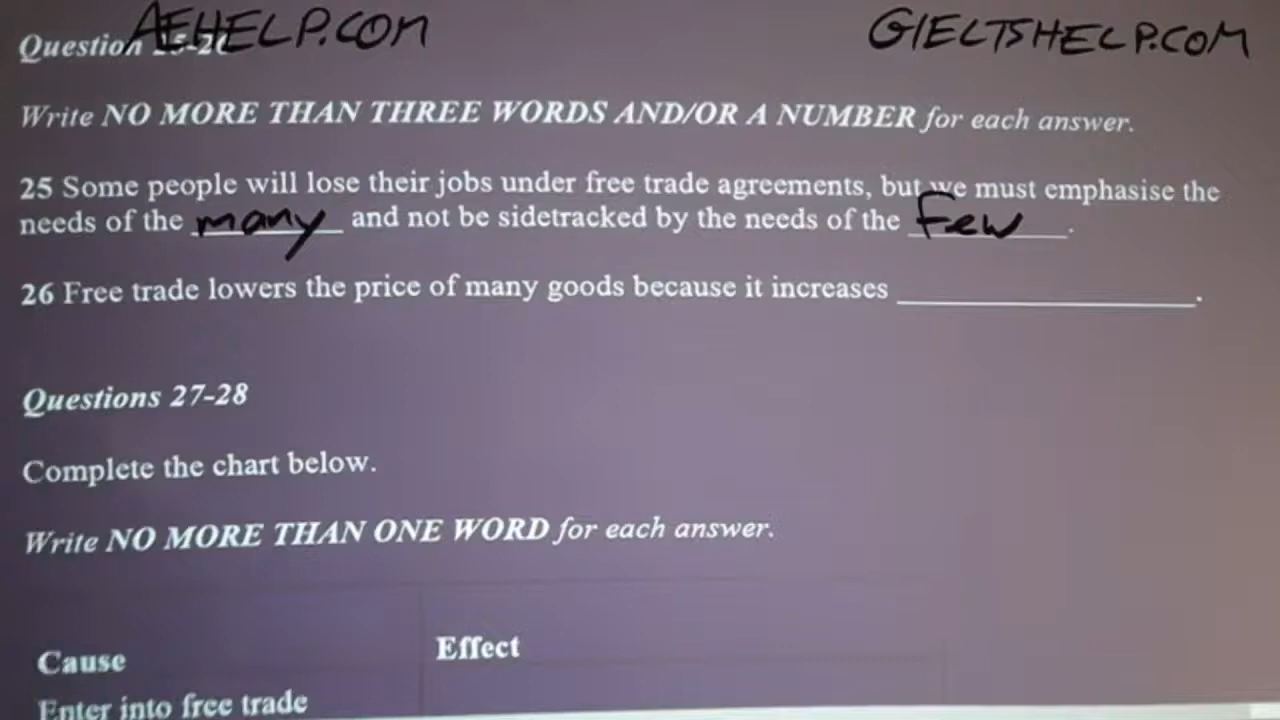 AEHELP.COM GIELTSHELP.COM
Question 25-26
Write NO MORE THAN THREE WORDS AND/OR A NUMBER for each answer.
25 Some people will lose their jobs under free trade agreements, but we must emphasise the
needs of the many and not be sidetracked by the needs of the few.
26 Free trade lowers the price of many goods because it increases ____________________.
Questions 27-28
Complete the chart below.
Write NO MORE THAN ONE WORD for each answer.
Cause Effect
Enter into free trade